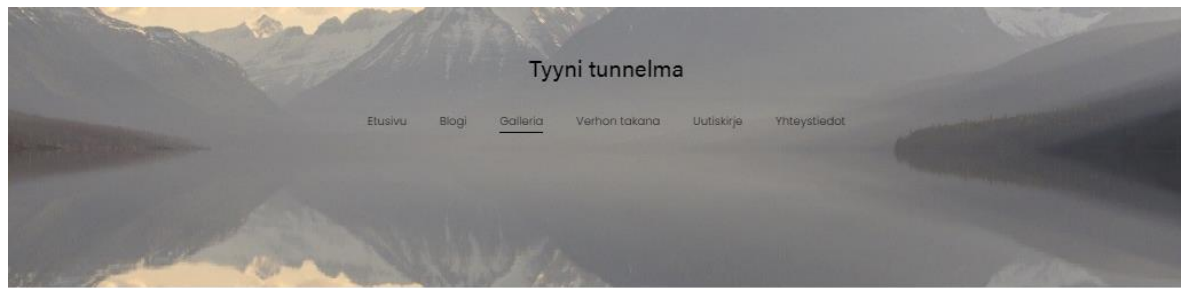 Tyyni tunnelma
Etusivu Blogi Galleria Verhon takana Uutiskirje Yhteystiedot